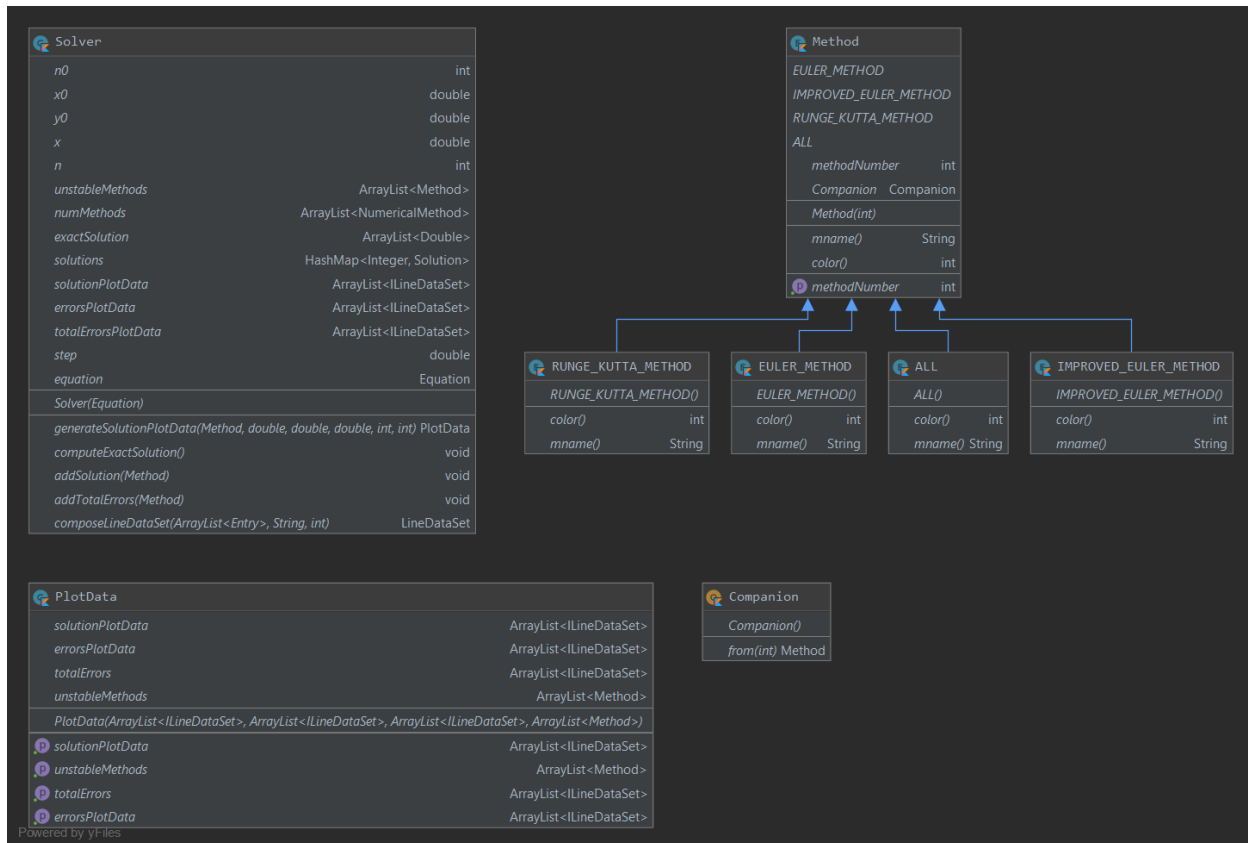 Solver
n0 int
x0 double
y0 double
x double
n int
unstableMethods ArrayList<Method>
numMethods ArrayList<NumericalMethod>
exactSolution ArrayList<Double>
solutions HashMap<Integer, Solution>
solutionPlotData ArrayList<ILineDataSet>
errorsPlotData ArrayList<ILineDataSet>
totalErrorsPlotData ArrayList<ILineDataSet>
step double
equation Equation
Solver(Equation)
generateSolutionPlotData(Method, double, double, double, int, int) PlotData
computeExactSolution() void
addSolution(Method) void
addTotalErrors(Method) void
composeLineDataSet(ArrayList<Entry>, String, int) LineDataSet
Method
EULER_METHOD
IMPROVED_EULER_METHOD
RUNGE_KUTTA_METHOD
ALL
methodNumber int
Companion Companion
Method(int)
mname() String
color() int
methodNumber int
RUNGE_KUTTA_METHOD
RUNGE_KUTTA_METHOD()
color() int
mname() String
EULER_METHOD
EULER_METHOD()
color() int
mname() String
ALL
ALL()
color() int
mname() String
IMPROVED_EULER_METHOD
IMPROVED_EULER_METHOD()
color() int
mname() String
PlotData
solutionPlotData ArrayList<ILineDataSet>
errorsPlotData ArrayList<ILineDataSet>
totalErrors ArrayList<ILineDataSet>
unstableMethods ArrayList<Method>
PlotData(ArrayList<ILineDataSet>, ArrayList<ILineDataSet>, ArrayList<ILineDataSet>, ArrayList<Method>)
solutionPlotData ArrayList<ILineDataSet>
unstableMethods ArrayList<Method>
totalErrors ArrayList<ILineDataSet>
errorsPlotData ArrayList<ILineDataSet>
Companion
Companion()
from(int) Method
Powered by yFiles